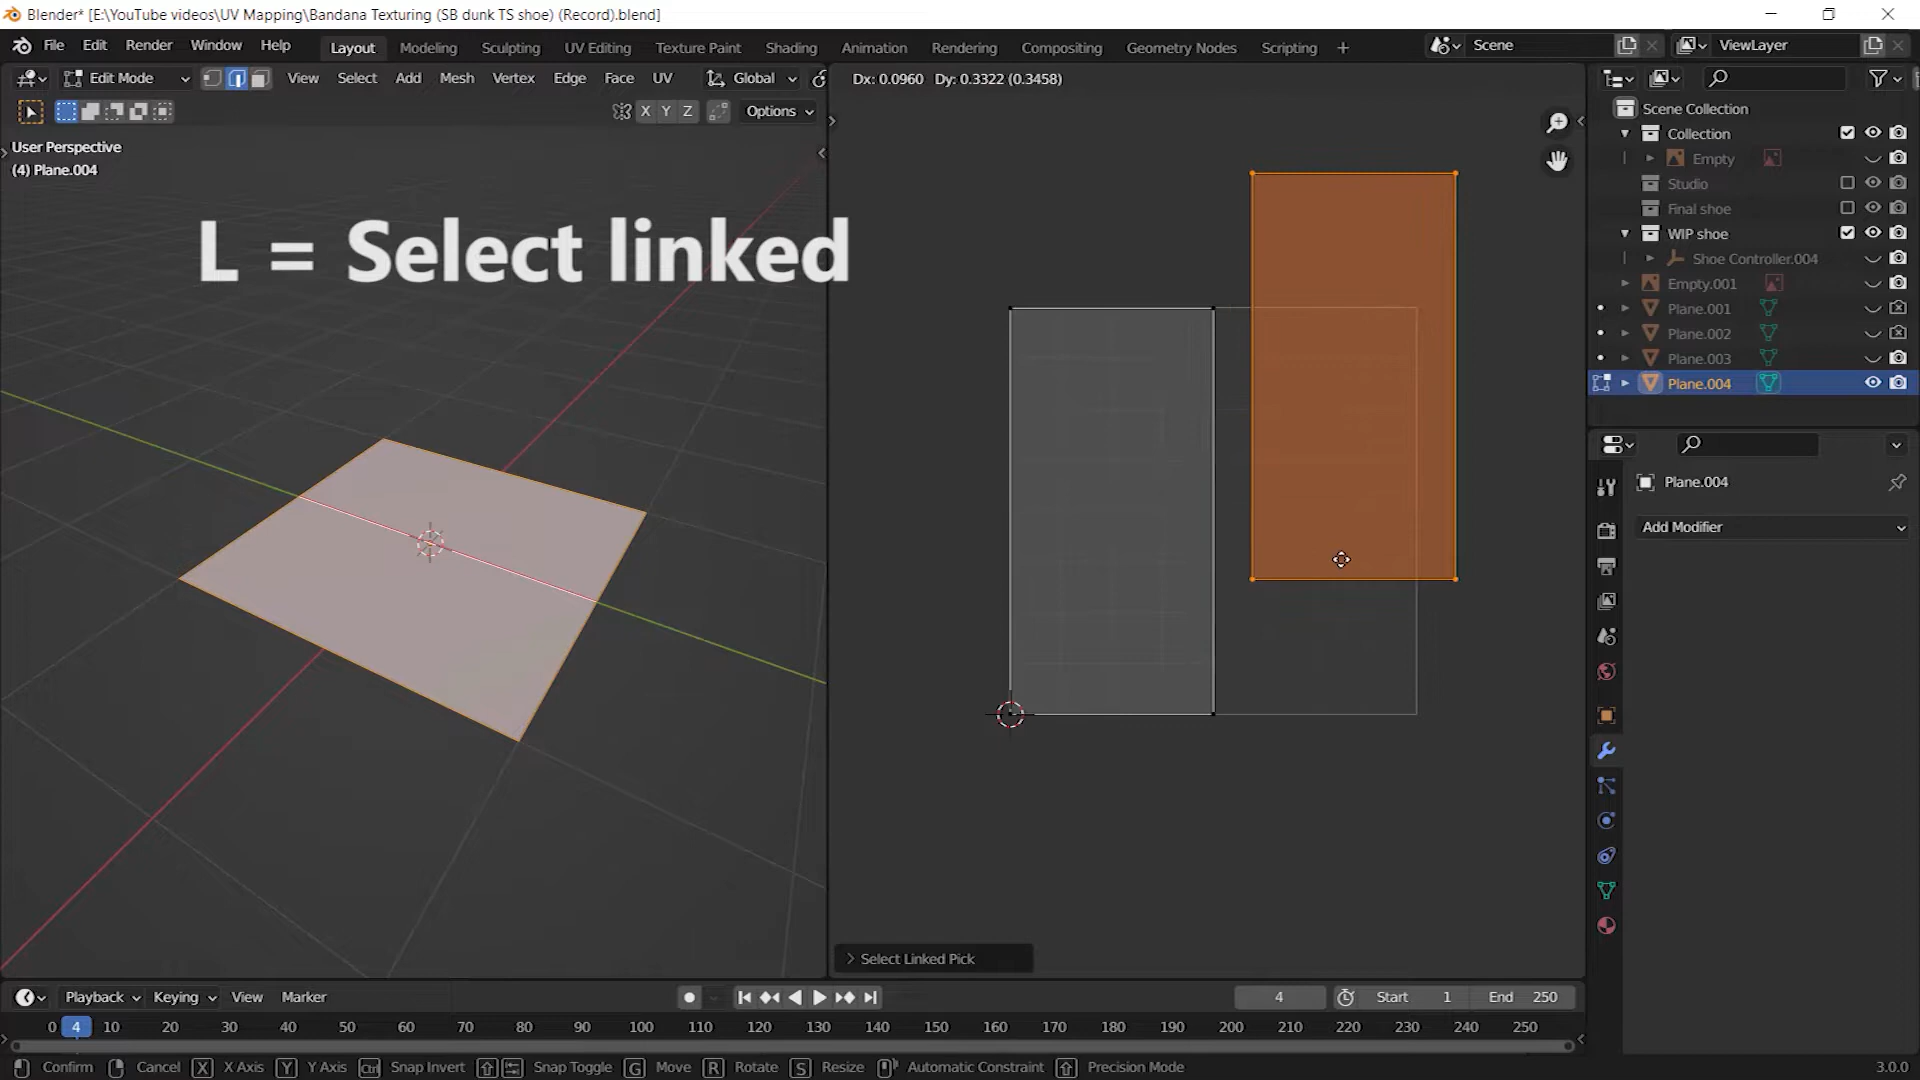 Blender* [E:\YouTube videos\UV Mapping\Bandana Texturing (SB dunk TS shoe) (Record).blend]
File Edit Render Window Help Layout Modeling Sculpting UV Editing Texture Paint Shading Animation Rendering Compositing Geometry Nodes Scripting + Scene ViewLayer
Edit Mode View Select Add Mesh Vertex Edge Face UV Global Dx: 0.0960 Dy: 0.3322 (0.3458)
X Y Z Options
User Perspective
(4) Plane.004
L = Select linked
Scene Collection
Collection
Empty
Studio
Final shoe
WIP shoe
Shoe Controller.004
Empty.001
Plane.001
Plane.002
Plane.003
Plane.004
Plane.004
Add Modifier
Select Linked Pick
Playback Keying View Marker 4 Start 1 End 250
0 4 10 20 30 40 50 60 70 80 90 100 110 120 130 140 150 160 170 180 190 200 210 220 230 240 250
Confirm Cancel X X Axis Y Y Axis Ctrl Snap Invert Snap Toggle G Move R Rotate S Resize Automatic Constraint Precision Mode 3.0.0